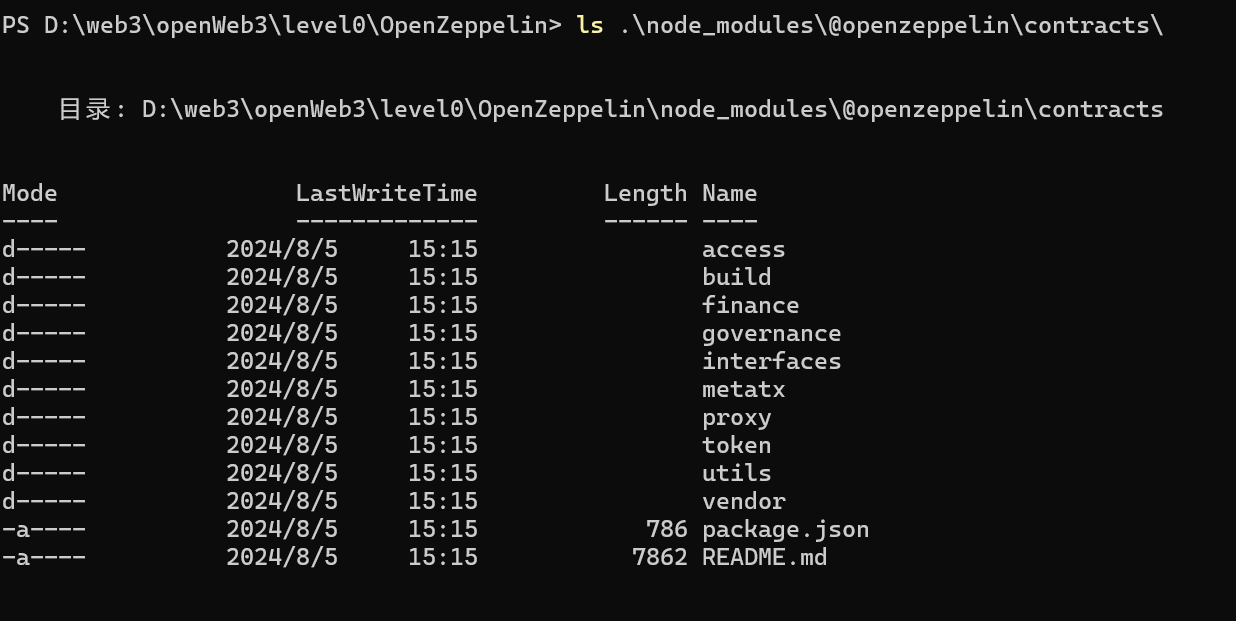 PS D:\web3\openWeb3\level0\OpenZeppelin> ls .\node_modules\@openzeppelin\contracts\
目录: D:\web3\openWeb3\level0\OpenZeppelin\node_modules\@openzeppelin\contracts
Mode                 LastWriteTime         Length Name
----                 -------------         ------ ----
d-----          2024/8/5     15:15                access
d-----          2024/8/5     15:15                build
d-----          2024/8/5     15:15                finance
d-----          2024/8/5     15:15                governance
d-----          2024/8/5     15:15                interfaces
d-----          2024/8/5     15:15                metatx
d-----          2024/8/5     15:15                proxy
d-----          2024/8/5     15:15                token
d-----          2024/8/5     15:15                utils
d-----          2024/8/5     15:15                vendor
-a----          2024/8/5     15:15            786 package.json
-a----          2024/8/5     15:15           7862 README.md